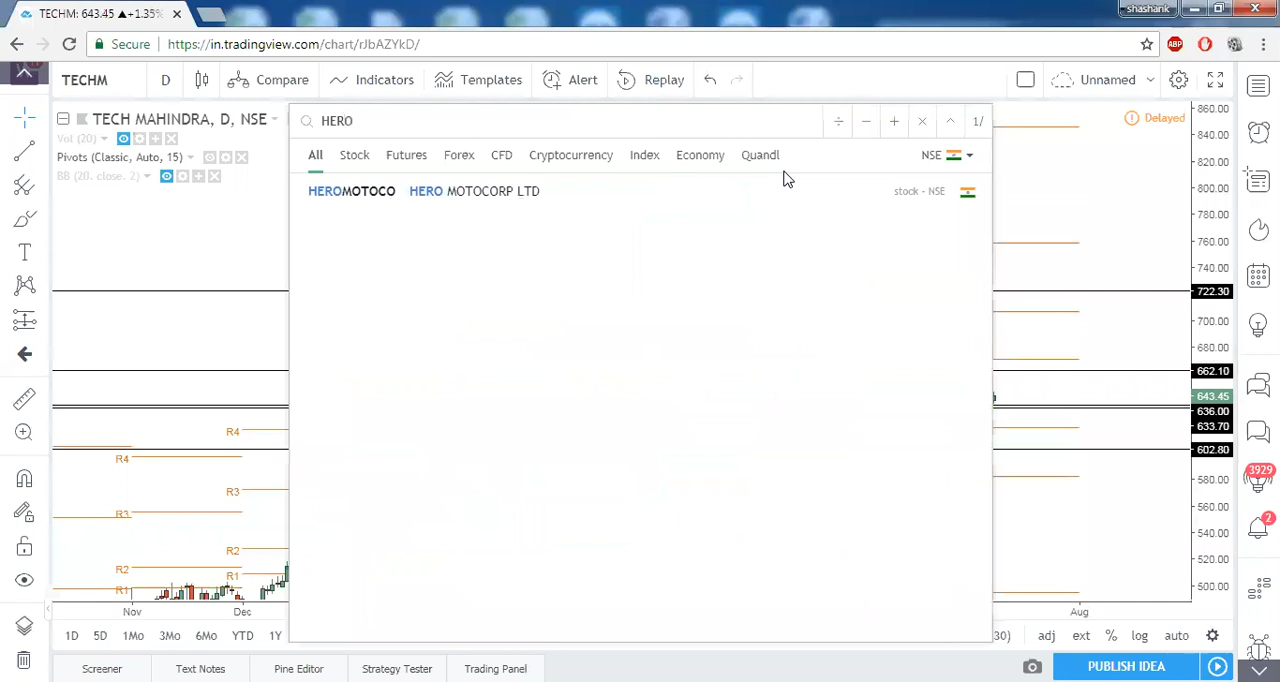 TECHM: 643.45 ▲+1.35%
shashank
Secure https://in.tradingview.com/chart/rJbAZYkD/
TECHM D Compare Indicators Templates Alert Replay Unnamed
TECH MAHINDRA, D, NSE
Vol (20)
Pivots (Classic, Auto, 15)
BB (20, close, 2)
HERO
÷ − + × 1/
All Stock Futures Forex CFD Cryptocurrency Index Economy Quandl NSE
HEROMOTOCO HERO MOTOCORP LTD stock - NSE
Delayed
860.00
840.00
820.00
800.00
780.00
760.00
740.00
722.30
700.00
680.00
662.10
643.45
636.00
633.70
602.80
580.00
560.00
540.00
520.00
500.00
R4
R4
R3
R3
R2
R2
R1
R1
3929
2
Nov Dec Aug
1D 5D 1Mo 3Mo 6Mo YTD 1Y 30) adj ext % log auto
Screener Text Notes Pine Editor Strategy Tester Trading Panel PUBLISH IDEA